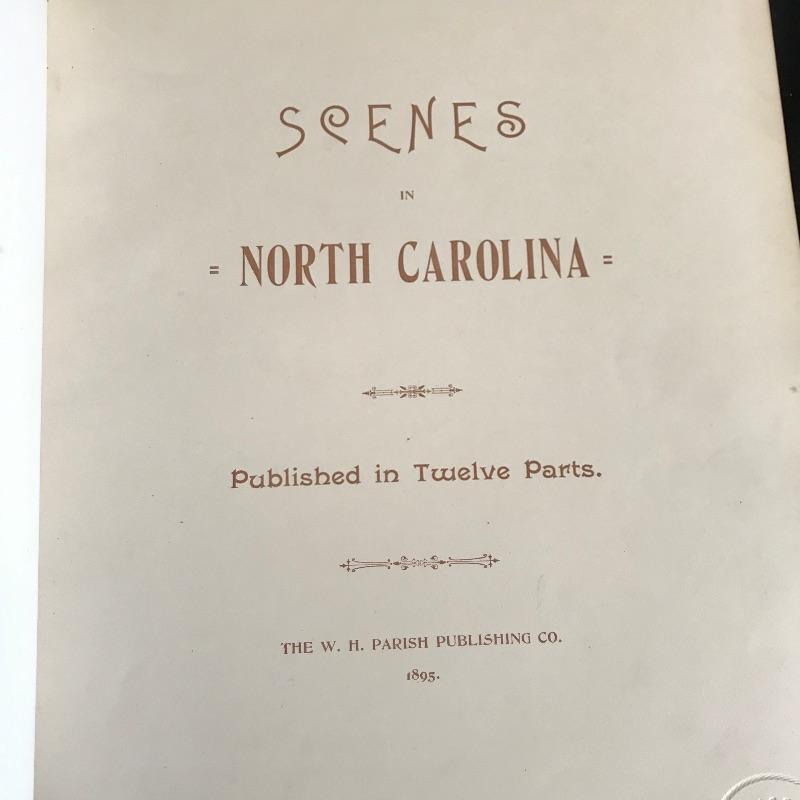 SCENES
IN
= NORTH CAROLINA =
Published in Twelve Parts.
THE W. H. PARISH PUBLISHING CO.
1895.